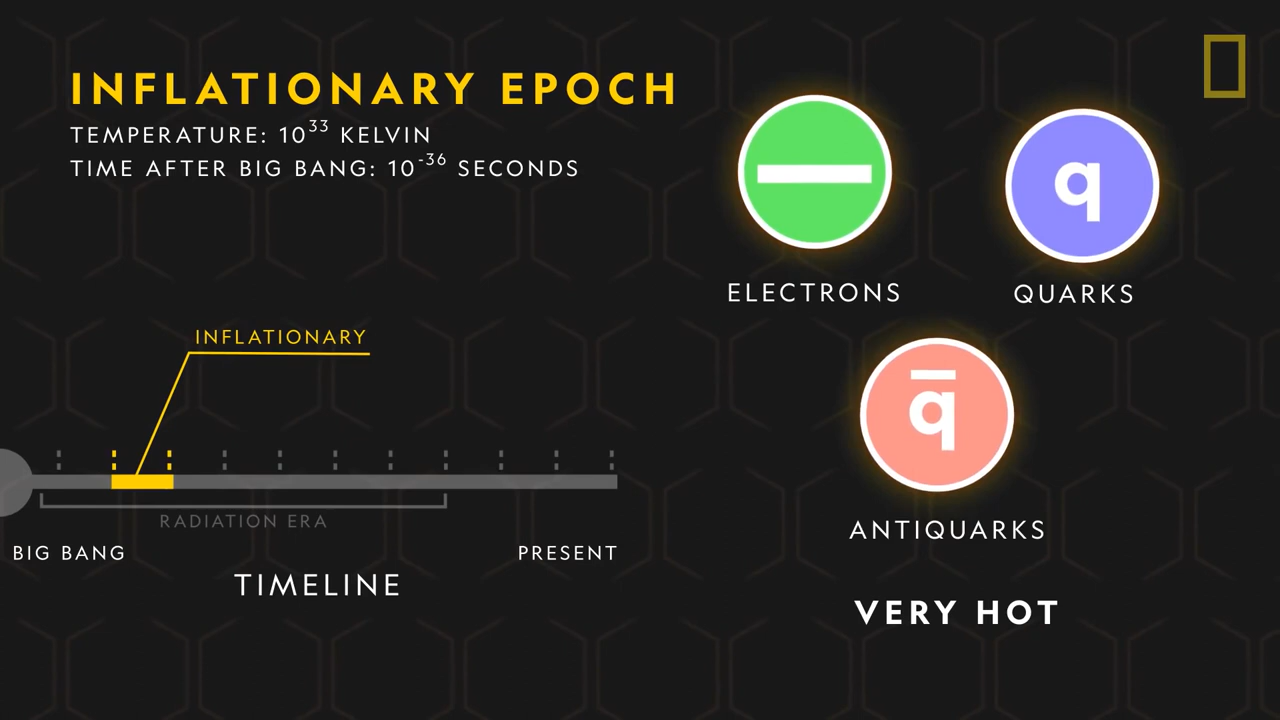 INFLATIONARY EPOCH
TEMPERATURE: 10³³ KELVIN
TIME AFTER BIG BANG: 10⁻³⁶ SECONDS
q
ELECTRONS
QUARKS
INFLATIONARY
q̅
ANTIQUARKS
RADIATION ERA
BIG BANG
PRESENT
TIMELINE
VERY HOT